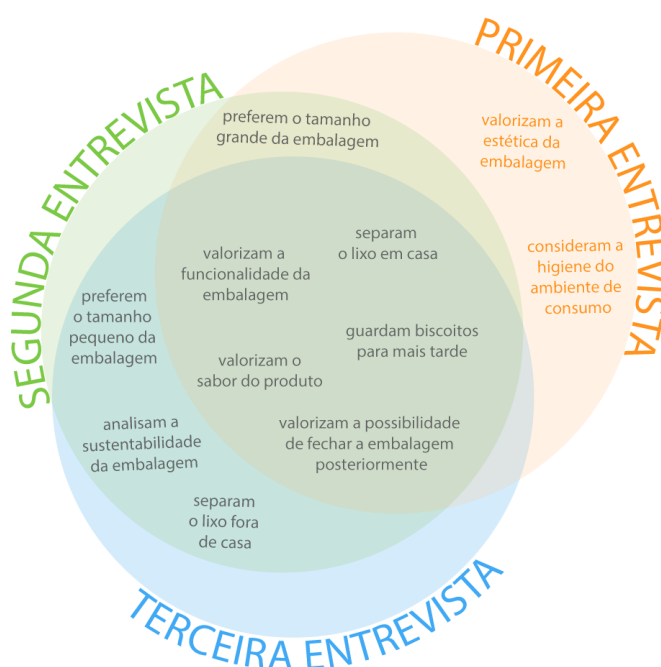 PRIMEIRA ENTREVISTA
SEGUNDA ENTREVISTA
TERCEIRA ENTREVISTA
preferem o tamanho
grande da embalagem
valorizam a
estética da
embalagem
separam
o lixo em casa
consideram a
higiene do
ambiente de
consumo
valorizam a
funcionalidade da
embalagem
preferem
o tamanho
pequeno da
embalagem
guardam biscoitos
para mais tarde
valorizam o
sabor do produto
analisam a
sustentabilidade
da embalagem
valorizam a possibilidade
de fechar a embalagem
posteriormente
separam
o lixo fora
de casa